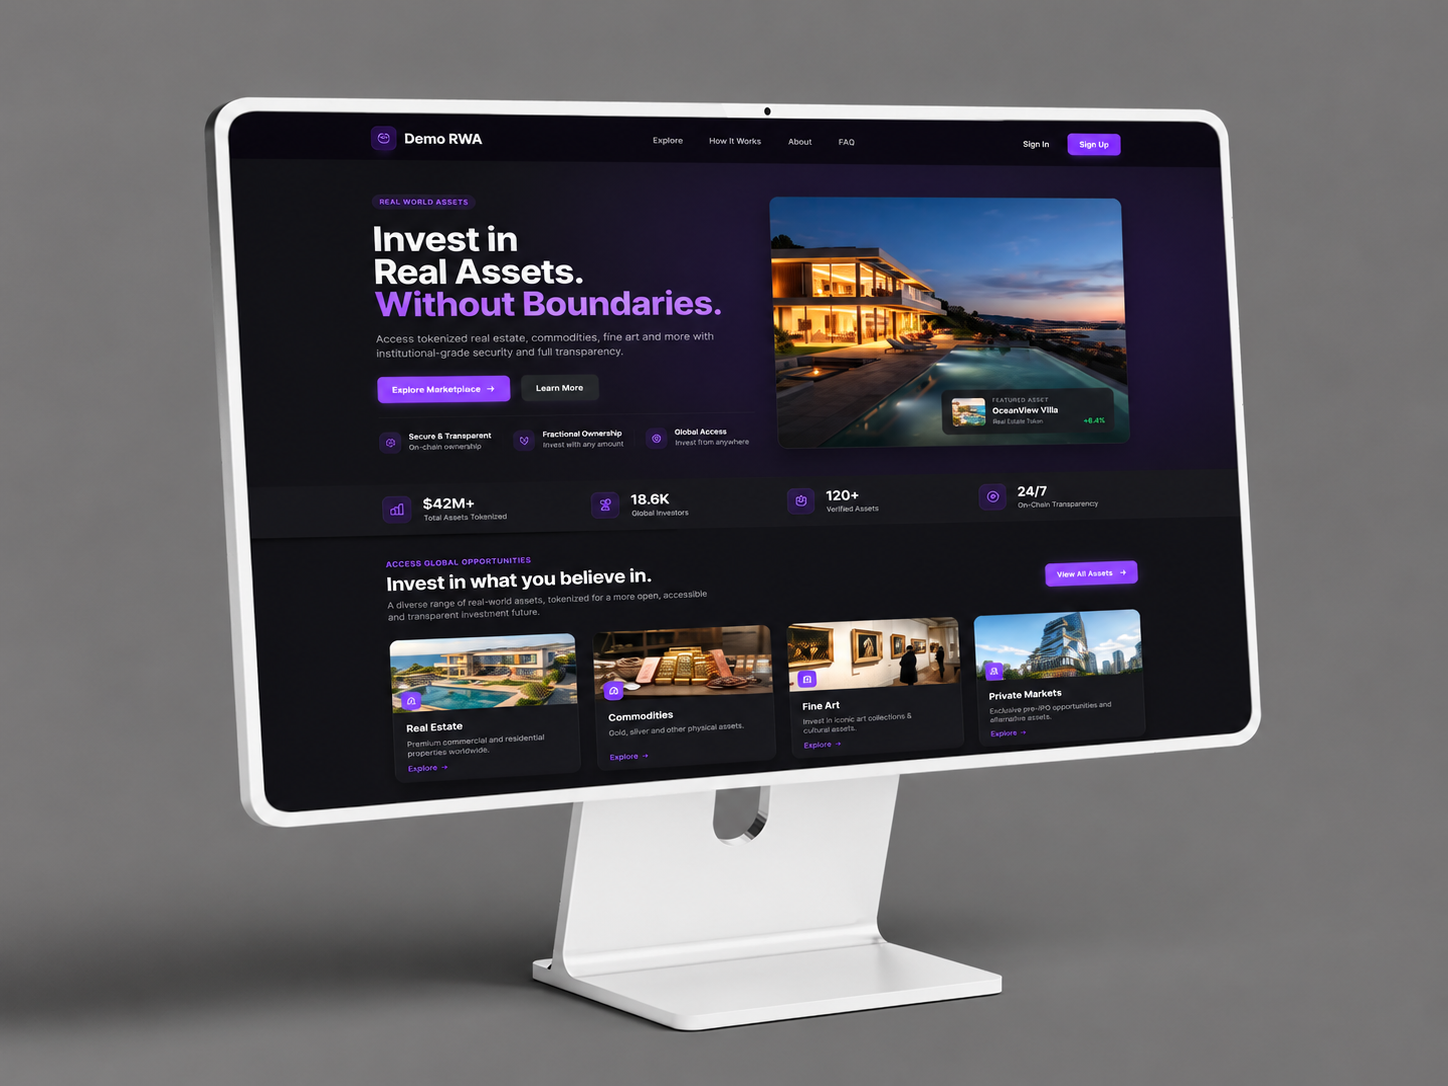 Demo RWA
Explore
How It Works
About
FAQ
Sign In
Sign Up
REAL WORLD ASSETS
Invest in
Real Assets.
Without Boundaries.
Access tokenized real estate, commodities, fine art and more with
institutional-grade security and full transparency.
Explore Marketplace →
Learn More
Secure & Transparent
On-chain ownership
Fractional Ownership
Invest with any amount
Global Access
Invest from anywhere
FEATURED ASSET
OceanView Villa
Real Estate Token
+6.4%
$42M+
Total Assets Tokenized
18.6K
Global Investors
120+
Verified Assets
24/7
On-Chain Transparency
ACCESS GLOBAL OPPORTUNITIES
Invest in what you believe in.
A diverse range of real-world assets, tokenized for a more open, accessible
and transparent investment future.
View All Assets →
Real Estate
Premium commercial and residential
properties worldwide.
Explore →
Commodities
Gold, silver and other physical assets.
Explore →
Fine Art
Invest in iconic art collections &
cultural assets.
Explore →
Private Markets
Exclusive pre-IPO opportunities and
alternative assets.
Explore →